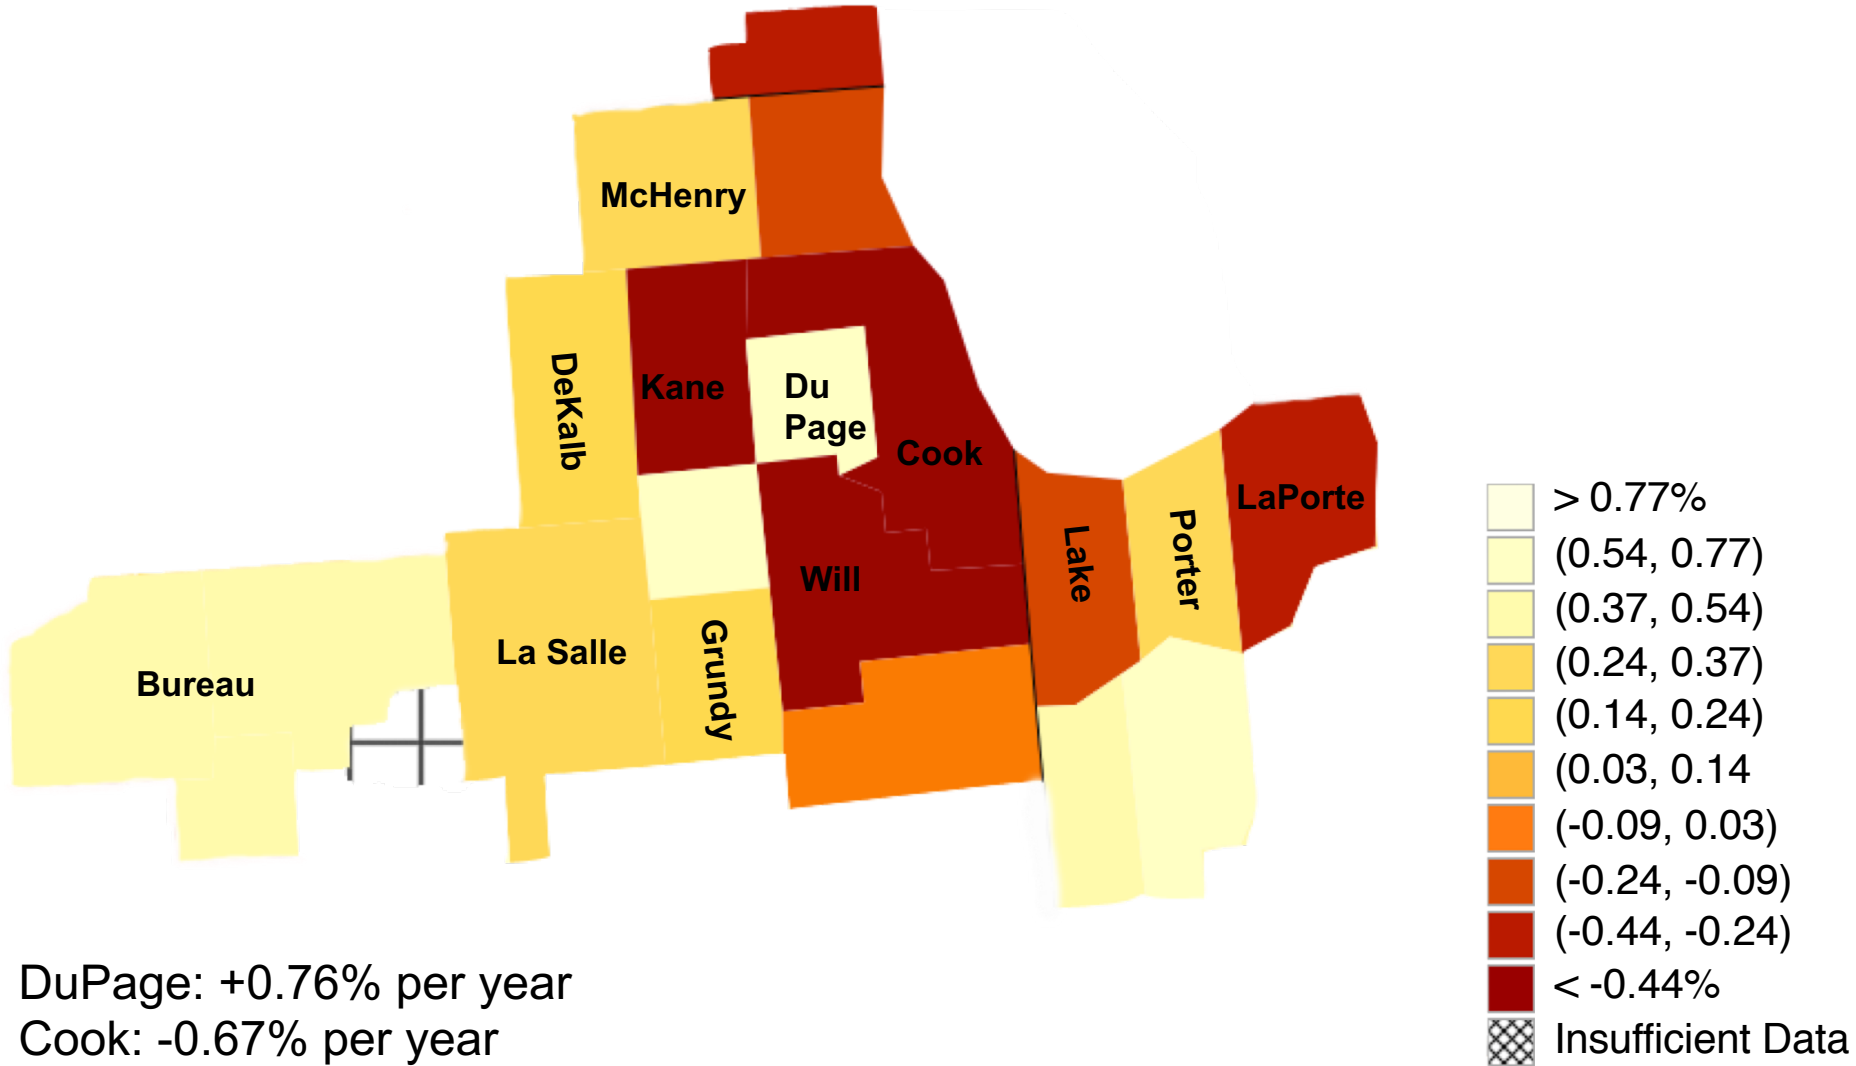 McHenry
DeKalb
Kane
Du
Page
Cook
LaPorte
Lake
Porter
Will
La Salle
Grundy
Bureau
> 0.77%
(0.54, 0.77)
(0.37, 0.54)
(0.24, 0.37)
(0.14, 0.24)
(0.03, 0.14
(-0.09, 0.03)
(-0.24, -0.09)
(-0.44, -0.24)
< -0.44%
Insufficient Data
DuPage: +0.76% per year
Cook: -0.67% per year